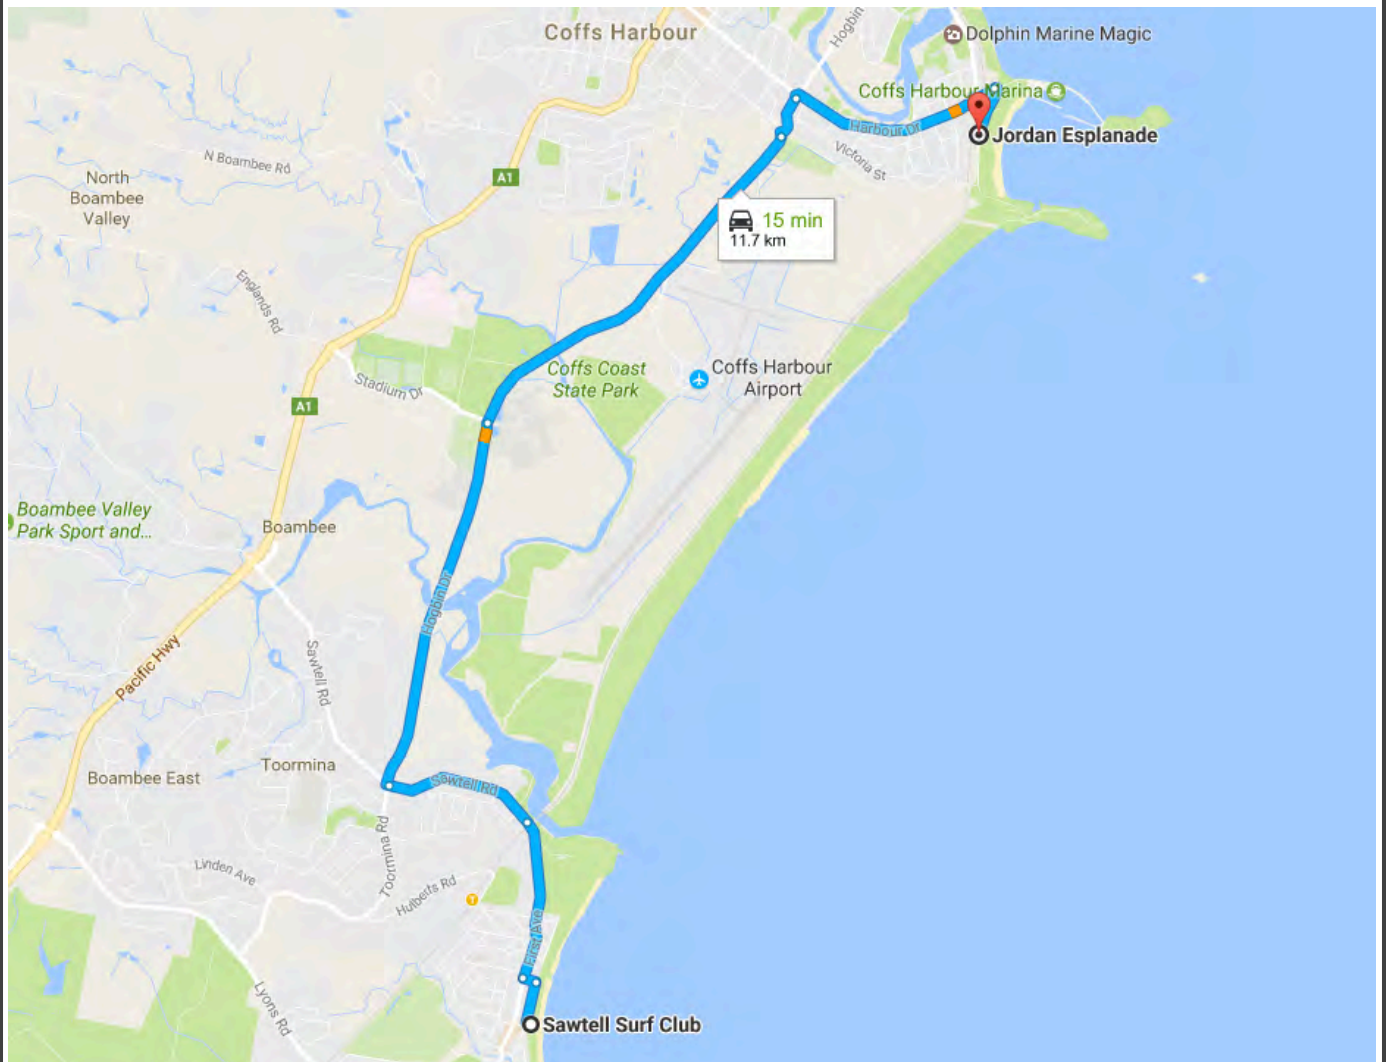 Coffs Harbour
Hogbin
Dolphin Marine Magic
Coffs Harbour Marina
Harbour Dr
Jordan Esplanade
Victoria St
N Boambee Rd
North
Boambee
Valley
A1
15 min
11.7 km
Englands Rd
Coffs Coast
State Park
Coffs Harbour
Airport
Stadium Dr
A1
Boambee Valley
Park Sport and...
Boambee
Hogbin Dr
Pacific Hwy
Sawtell Rd
Toormina
Boambee East
Sawtell Rd
Toormina Rd
Linden Ave
Hulberts Rd
First Ave
Lyons Rd
Sawtell Surf Club